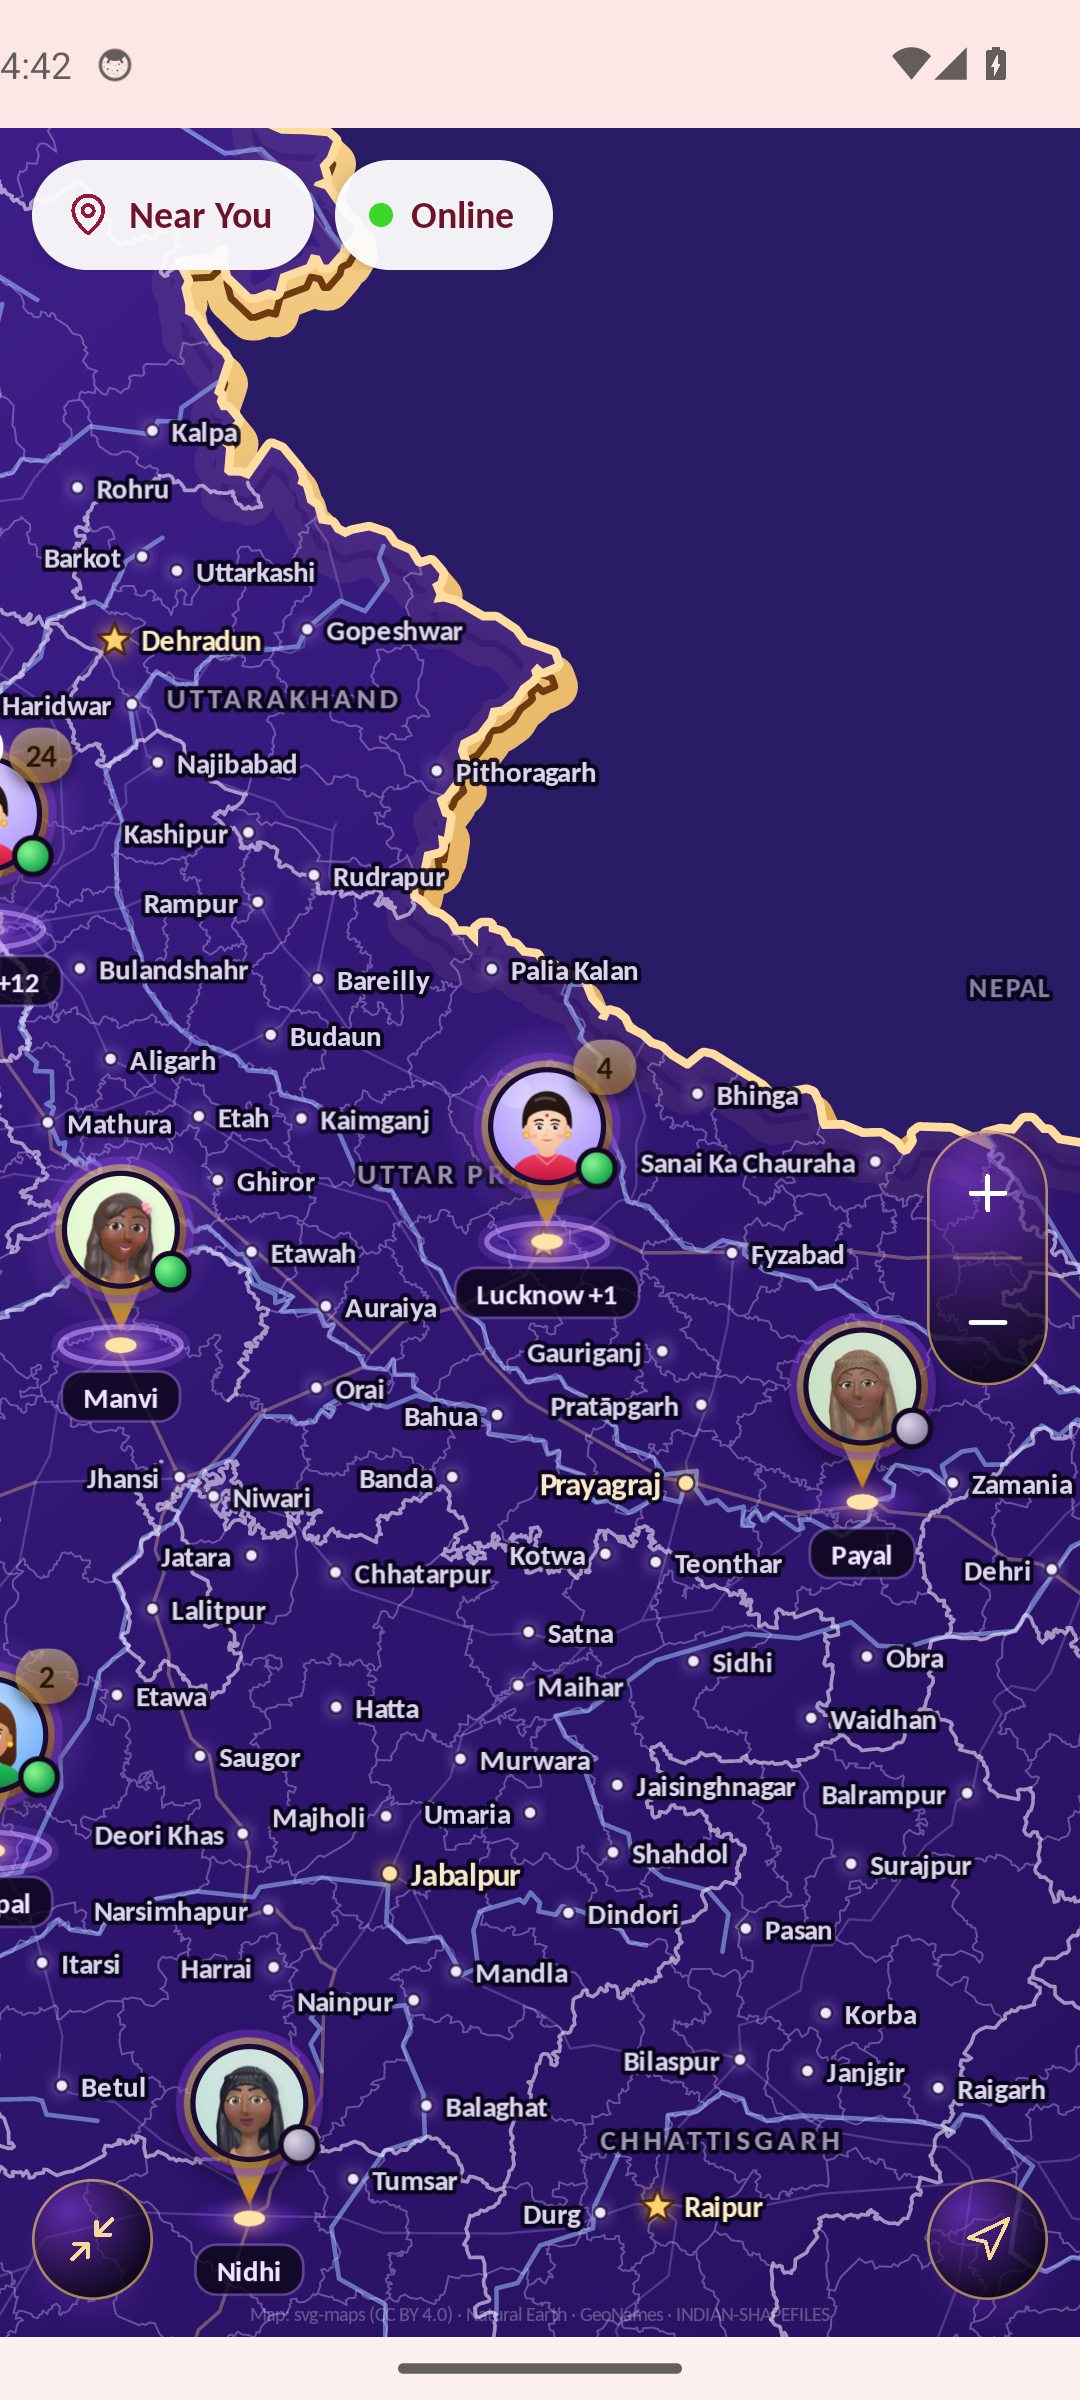 4:42
Near You
Online
Kalpa
Rohru
Barkot
Uttarkashi
Gopeshwar
Dehradun
UTTARAKHAND
Haridwar
24
Najibabad
Pithoragarh
Kashipur
Rudrapur
Rampur
+12
Bulandshahr
Bareilly
Palia Kalan
NEPAL
Budaun
Aligarh
4
Bhinga
Mathura
Etah
Kaimganj
UTTAR PR
Sanai Ka Chauraha
Ghiror
Etawah
Fyzabad
Lucknow +1
Auraiya
Gauriganj
Manvi
Orai
Bahua
Pratāpgarh
Jhansi
Niwari
Banda
Prayagraj
Zamania
Jatara
Chhatarpur
Kotwa
Teonthar
Payal
Dehri
Lalitpur
Satna
Sidhi
Obra
2
Etawa
Hatta
Maihar
Waidhan
Saugor
Murwara
Jaisinghnagar
Balrampur
Deori Khas
Majholi
Umaria
Shahdol
Surajpur
Jabalpur
pal
Narsimhapur
Dindori
Pasan
Itarsi
Harrai
Mandla
Nainpur
Korba
Bilaspur
Janjgir
Betul
Balaghat
Raigarh
CHHATTISGARH
Tumsar
Durg
Raipur
Nidhi
Map: svg-maps (CC BY 4.0) · Natural Earth · GeoNames · INDIAN-SHAPEFILES